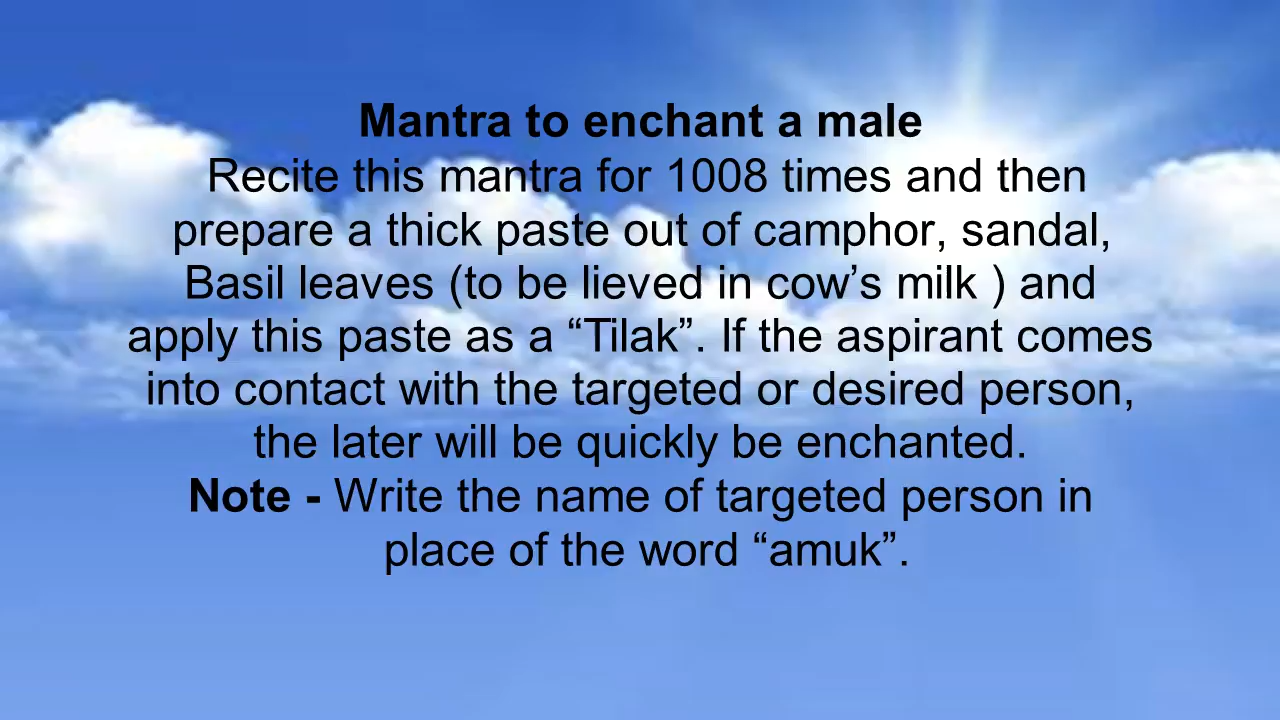 Mantra to enchant a male
Recite this mantra for 1008 times and then
prepare a thick paste out of camphor, sandal,
Basil leaves (to be lieved in cow’s milk ) and
apply this paste as a “Tilak”. If the aspirant comes
into contact with the targeted or desired person,
the later will be quickly be enchanted.
Note - Write the name of targeted person in
place of the word “amuk”.